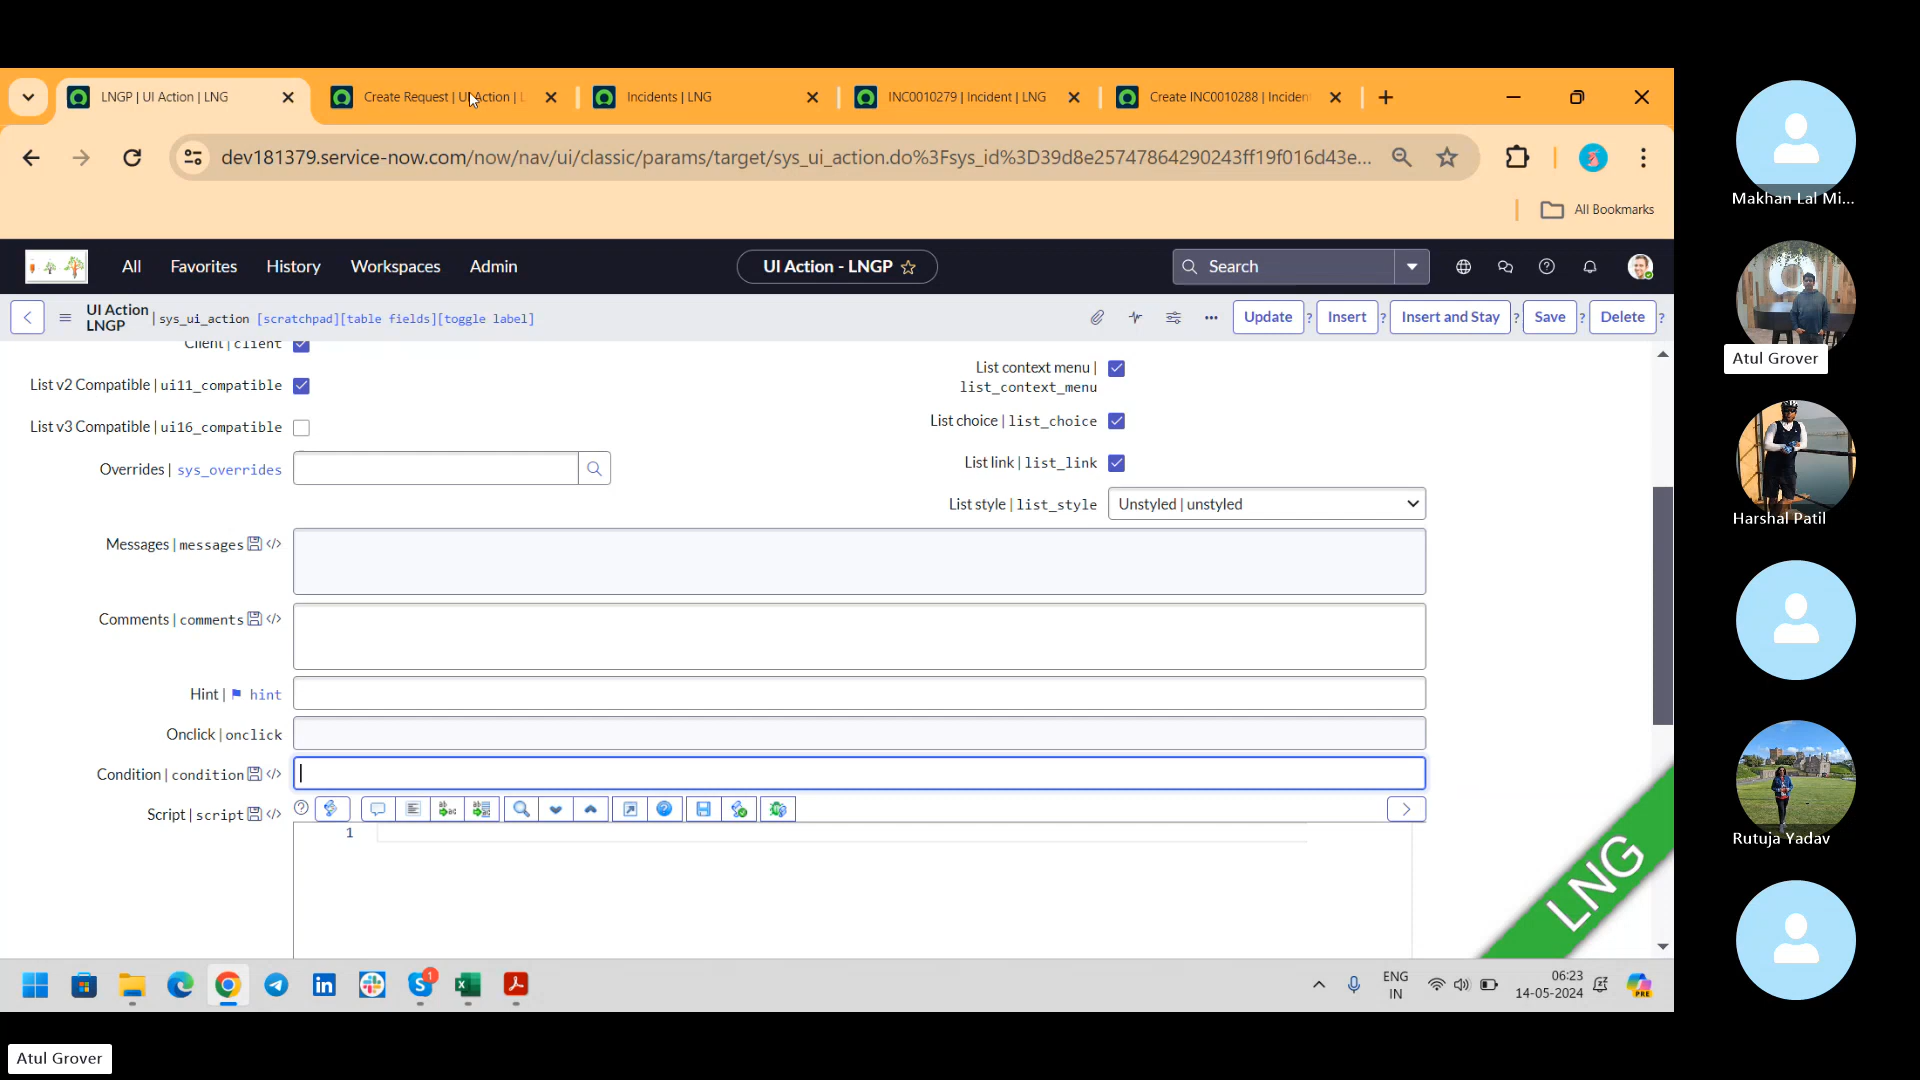 LNGP | UI Action | LNG
Create Request | UI Action | L
Incidents | LNG
INC0010279 | Incident | LNG
Create INC0010288 | Inciden
dev181379.service-now.com/now/nav/ui/classic/params/target/sys_ui_action.do%3Fsys_id%3D39d8e25747864290243ff19f016d43e...
All Bookmarks
All
Favorites
History
Workspaces
Admin
UI Action - LNGP
Search
UI Action
LNGP
| sys_ui_action [scratchpad][table fields][toggle label]
Update
?
Insert
?
Insert and Stay
?
Save
?
Delete
?
Client | client
List v2 Compatible | ui11_compatible
List v3 Compatible | ui16_compatible
Overrides | sys_overrides
List context menu |
list_context_menu
List choice | list_choice
List link | list_link
List style | list_style
Unstyled | unstyled
Messages | messages
Comments | comments
Hint | hint
Onclick | onclick
Condition | condition
Script | script
1
LNG
1
ENG
IN
06:23
14-05-2024
PRE
Makhan Lal Mi...
Atul Grover
Harshal Patil
Rutuja Yadav
Atul Grover